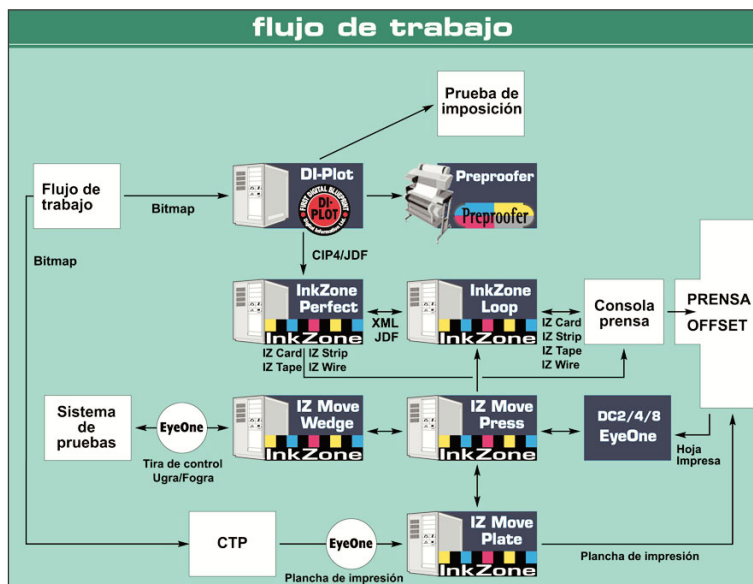 flujo de trabajo
Prueba de
imposición
Flujo de
trabajo
Bitmap
Bitmap
DI-Plot
FIRST DIGITAL BLUEPRINT
DI-
PLOT
Preproofer
Preproofer
CIP4/JDF
InkZone
Perfect
InkZone
XML
JDF
InkZone
Loop
InkZone
IZ Card
IZ Strip
IZ Tape
IZ Wire
Consola
prensa
PRENSA
OFFSET
IZ Card
IZ Strip
IZ Tape
IZ Wire
Sistema
de
pruebas
EyeOne
Tira de control
Ugra/Fogra
IZ Move
Wedge
InkZone
IZ Move
Press
InkZone
DC2/4/8
EyeOne
Hoja
Impresa
CTP
EyeOne
Plancha de impresión
IZ Move
Plate
InkZone
Plancha de impresión